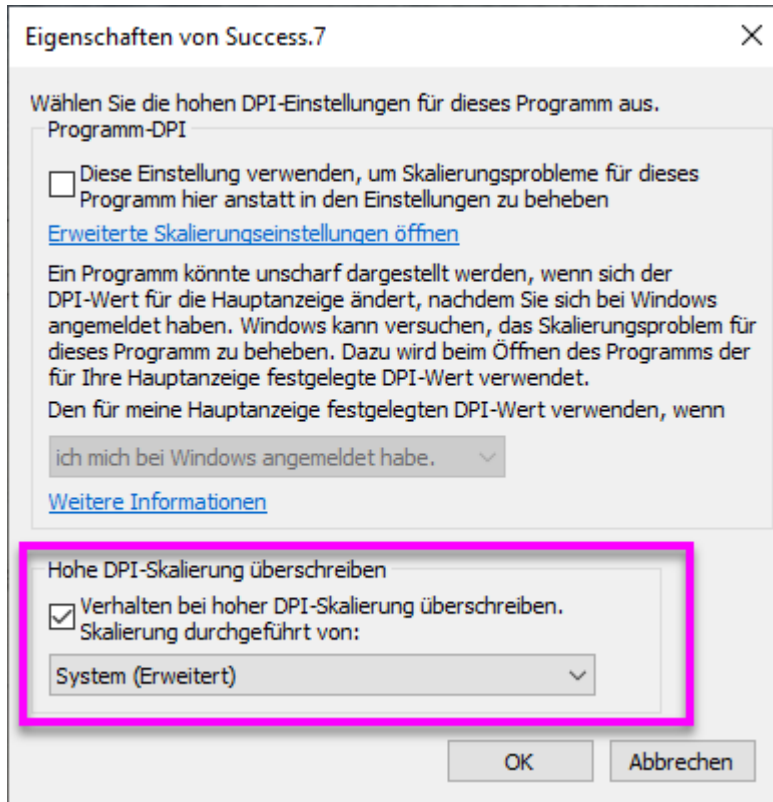 Eigenschaften von Success.7
Wählen Sie die hohen DPI-Einstellungen für dieses Programm aus.
Programm-DPI
Diese Einstellung verwenden, um Skalierungsprobleme für dieses
Programm hier anstatt in den Einstellungen zu beheben
Erweiterte Skalierungseinstellungen öffnen
Ein Programm könnte unscharf dargestellt werden, wenn sich der
DPI-Wert für die Hauptanzeige ändert, nachdem Sie sich bei Windows
angemeldet haben. Windows kann versuchen, das Skalierungsproblem für
dieses Programm zu beheben. Dazu wird beim Öffnen des Programms der
für Ihre Hauptanzeige festgelegte DPI-Wert verwendet.
Den für meine Hauptanzeige festgelegten DPI-Wert verwenden, wenn
ich mich bei Windows angemeldet habe.
Weitere Informationen
Hohe DPI-Skalierung überschreiben
Verhalten bei hoher DPI-Skalierung überschreiben.
Skalierung durchgeführt von:
System (Erweitert)
OK
Abbrechen